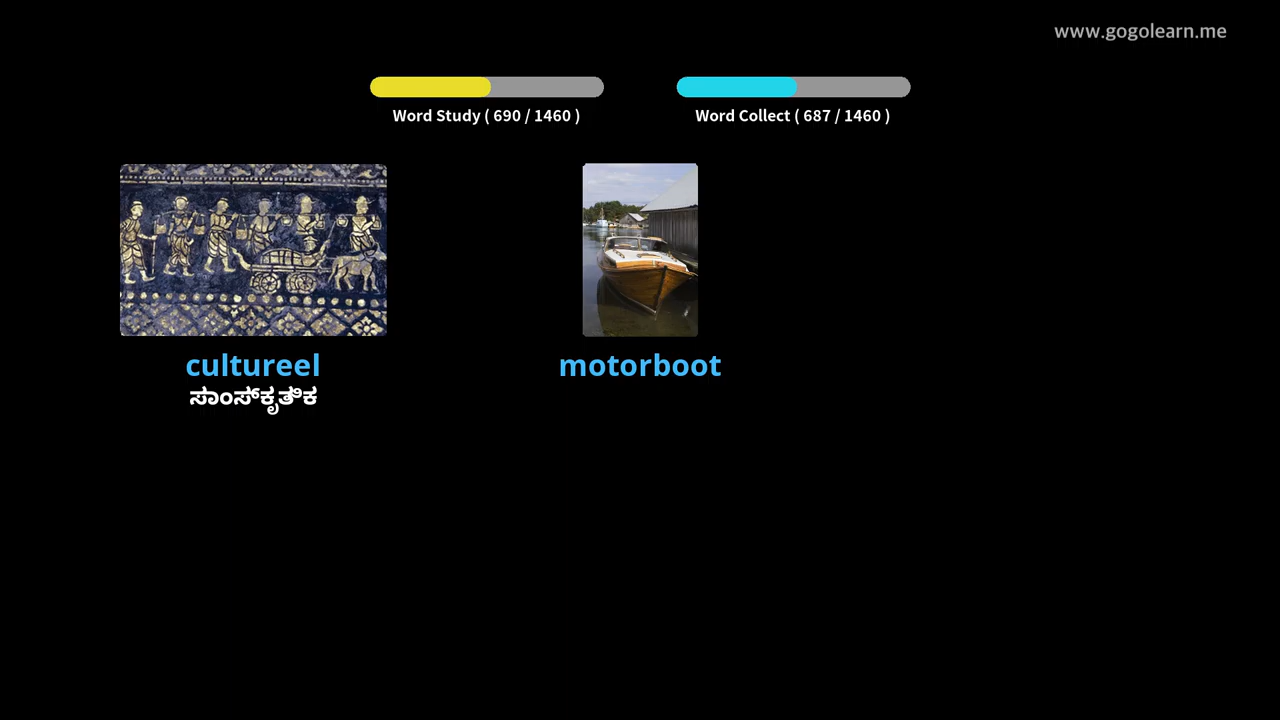 www.gogolearn.me
Word Study ( 690 / 1460 )
Word Collect ( 687 / 1460 )
cultureel
motorboot
ಸಾಂಸ್ಕೃತಿಕ